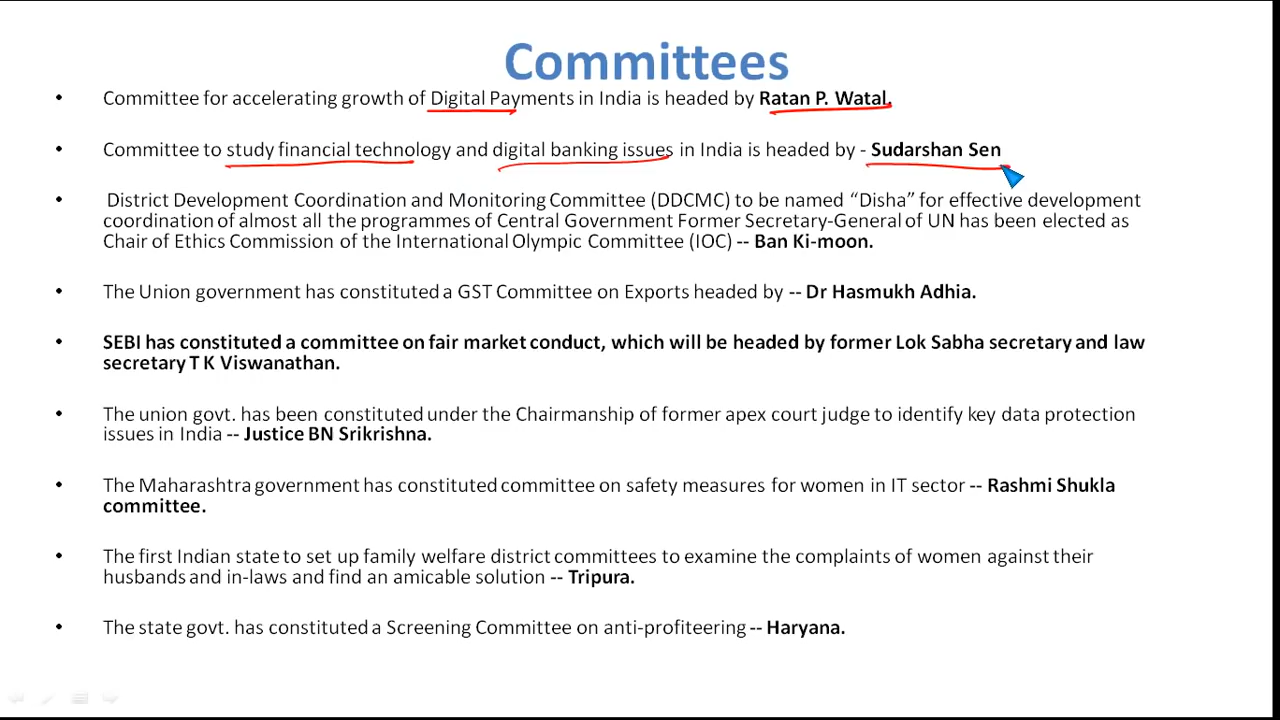 Committees
• Committee for accelerating growth of Digital Payments in India is headed by Ratan P. Watal.
• Committee to study financial technology and digital banking issues in India is headed by - Sudarshan Sen
• District Development Coordination and Monitoring Committee (DDCMC) to be named “Disha” for effective development
coordination of almost all the programmes of Central Government Former Secretary-General of UN has been elected as
Chair of Ethics Commission of the International Olympic Committee (IOC) -- Ban Ki-moon.
• The Union government has constituted a GST Committee on Exports headed by -- Dr Hasmukh Adhia.
• SEBI has constituted a committee on fair market conduct, which will be headed by former Lok Sabha secretary and law
secretary T K Viswanathan.
• The union govt. has been constituted under the Chairmanship of former apex court judge to identify key data protection
issues in India -- Justice BN Srikrishna.
• The Maharashtra government has constituted committee on safety measures for women in IT sector -- Rashmi Shukla
committee.
• The first Indian state to set up family welfare district committees to examine the complaints of women against their
husbands and in-laws and find an amicable solution -- Tripura.
• The state govt. has constituted a Screening Committee on anti-profiteering -- Haryana.